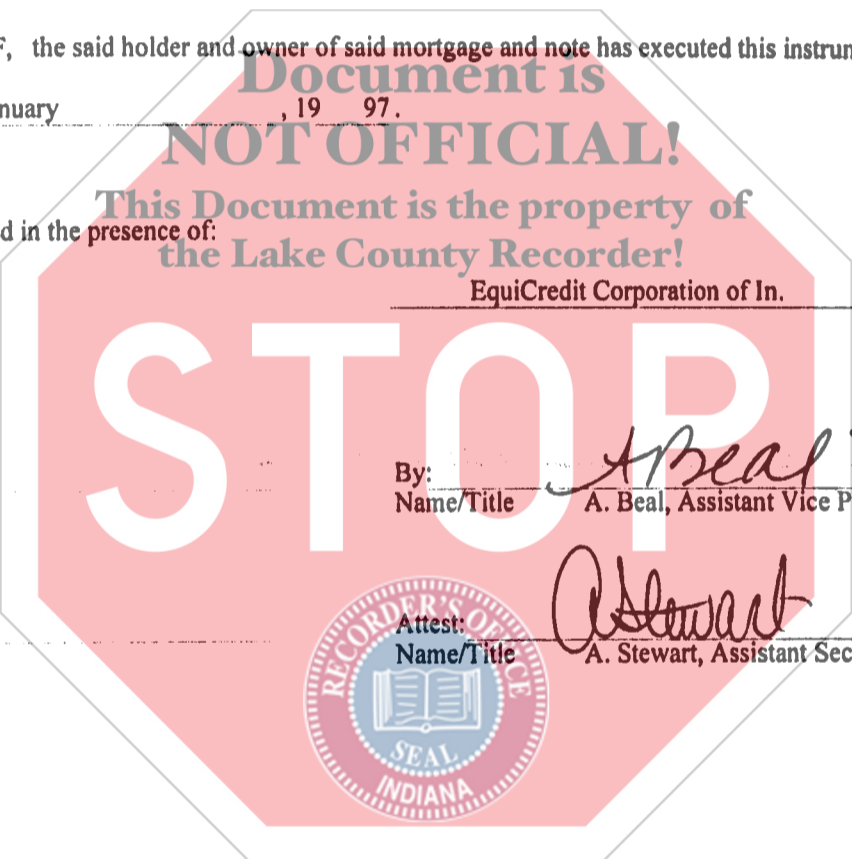 F, the said holder and owner of said mortgage and note has executed this instrun
Document is
nuary , 19 97.
NOT OFFICIAL!
This Document is the property of
d in the presence of:
the Lake County Recorder!
EquiCredit Corporation of In.
STOP
By: A Beal
Name/Title A. Beal, Assistant Vice P
RECORDER'S OFFICE
Attest: A Stewart
Name/Title A. Stewart, Assistant Sec
SEAL
INDIANA